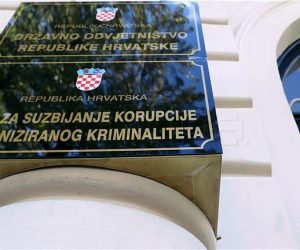 REPUBLIKA HRVATSKA
DRŽAVNO ODVJETNIŠTVO
REPUBLIKE HRVATSKE
REPUBLIKA HRVATSKA
ZA SUZBIJANJE KORUPCIJE
NIZIRANOG KRIMINALITETA